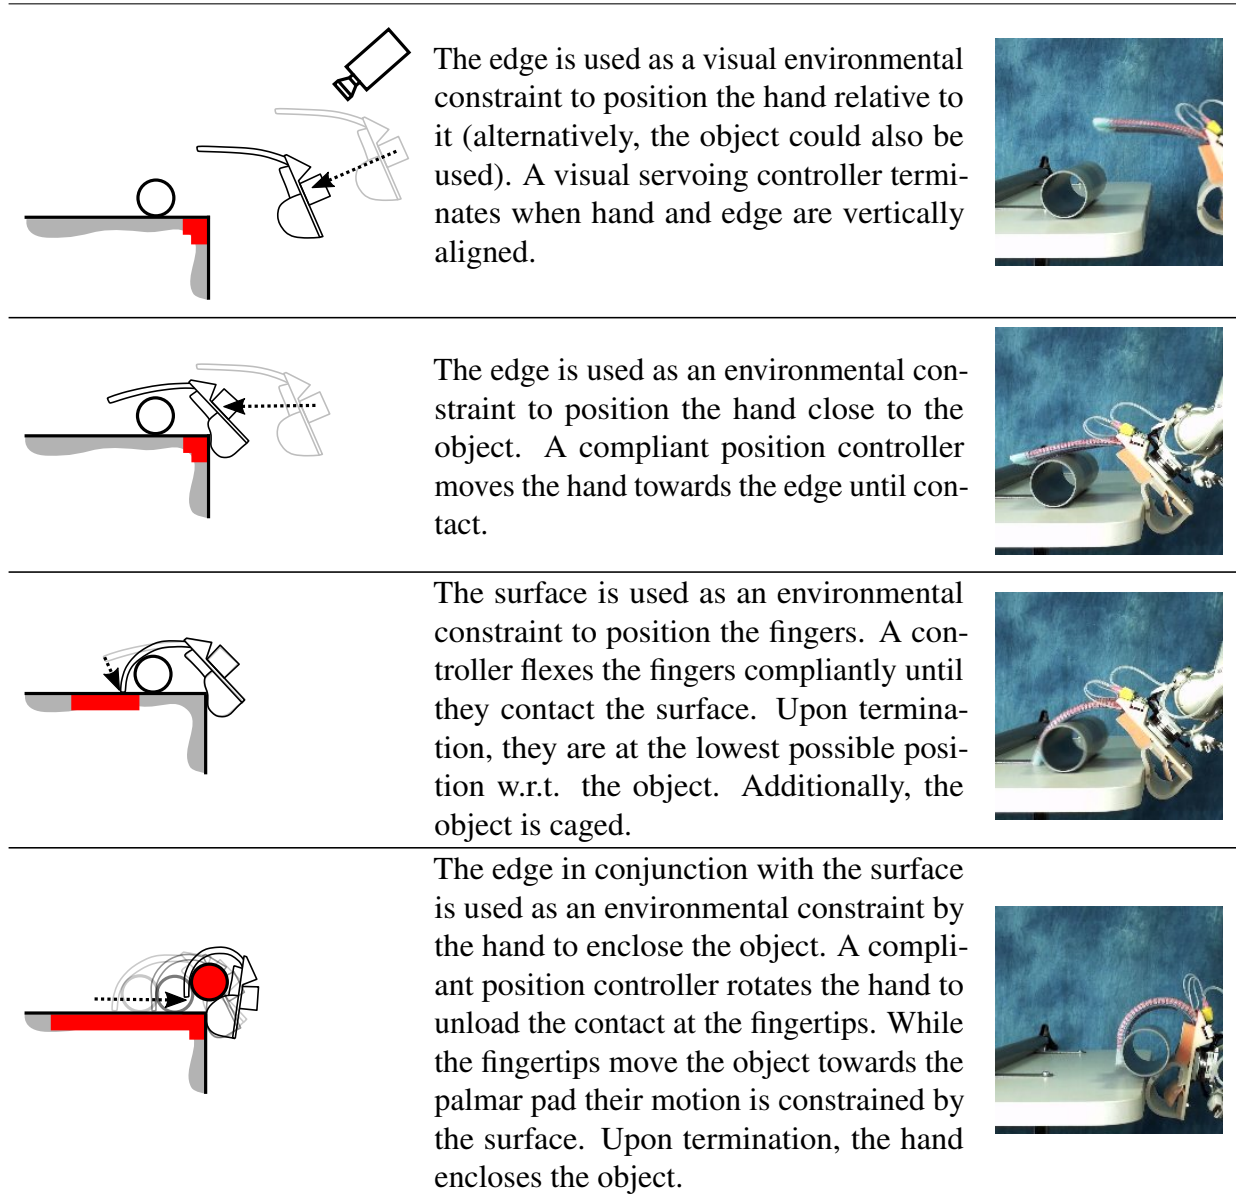 The edge is used as a visual environmental
constraint to position the hand relative to
it (alternatively, the object could also be
used). A visual servoing controller termi-
nates when hand and edge are vertically
aligned.
The edge is used as an environmental con-
straint to position the hand close to the
object. A compliant position controller
moves the hand towards the edge until con-
tact.
The surface is used as an environmental
constraint to position the fingers. A con-
troller flexes the fingers compliantly until
they contact the surface. Upon termina-
tion, they are at the lowest possible posi-
tion w.r.t. the object. Additionally, the
object is caged.
The edge in conjunction with the surface
is used as an environmental constraint by
the hand to enclose the object. A compli-
ant position controller rotates the hand to
unload the contact at the fingertips. While
the fingertips move the object towards the
palmar pad their motion is constrained by
the surface. Upon termination, the hand
encloses the object.